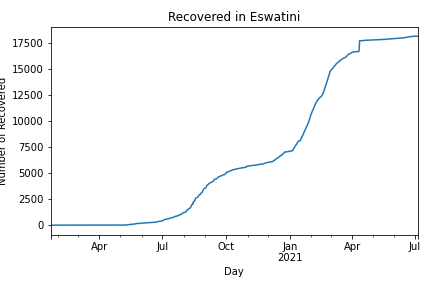 Recovered in Eswatini
Number of Recovered
17500
15000
12500
10000
7500
5000
2500
0
Apr
Jul
Oct
Jan
2021
Apr
Jul
Day